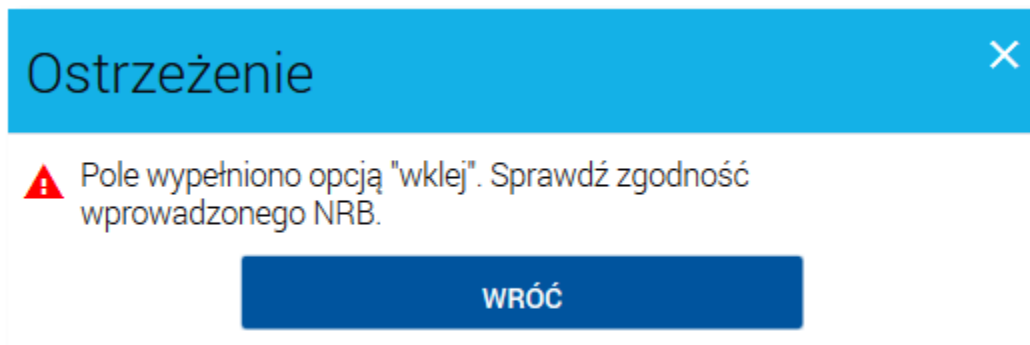 Ostrzeżenie
Pole wypełniono opcją "wklej". Sprawdź zgodność
wprowadzonego NRB.
WRÓĆ